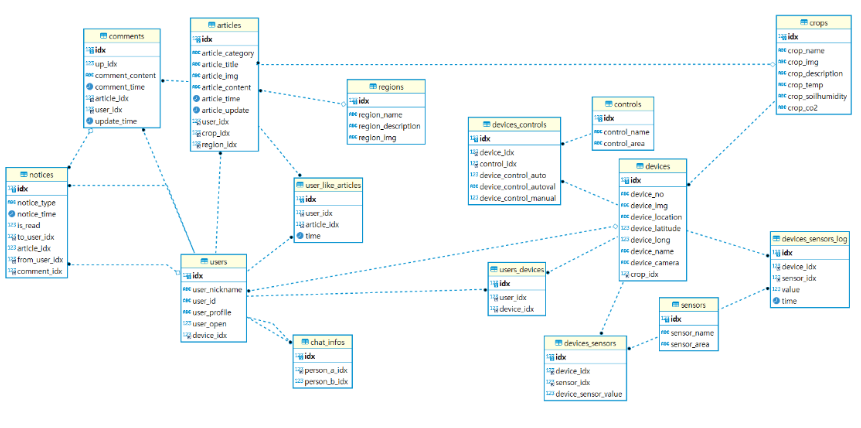 comments
idx
up_idx
comment_content
comment_time
article_idx
user_idx
update_time
articles
idx
article_category
article_title
article_img
article_content
article_time
article_update
user_idx
crop_idx
region_idx
regions
idx
region_name
region_description
region_img
crops
idx
crop_name
crop_img
crop_description
crop_temp
crop_soilhumidity
crop_co2
controls
idx
control_name
control_area
devices_controls
idx
device_idx
control_idx
device_control_auto
device_control_autoval
device_control_manual
devices
idx
device_no
device_img
device_location
device_latitude
device_long
device_name
device_camera
crop_idx
notices
idx
notice_type
notice_time
is_read
to_user_idx
article_idx
from_user_idx
comment_idx
user_like_articles
idx
user_idx
article_idx
time
users
idx
user_nickname
user_id
user_profile
user_open
device_idx
users_devices
idx
user_idx
device_idx
devices_sensors_log
idx
device_idx
sensor_idx
value
time
sensors
idx
sensor_name
sensor_area
chat_infos
idx
person_a_idx
person_b_idx
devices_sensors
idx
device_idx
sensor_idx
device_sensor_value